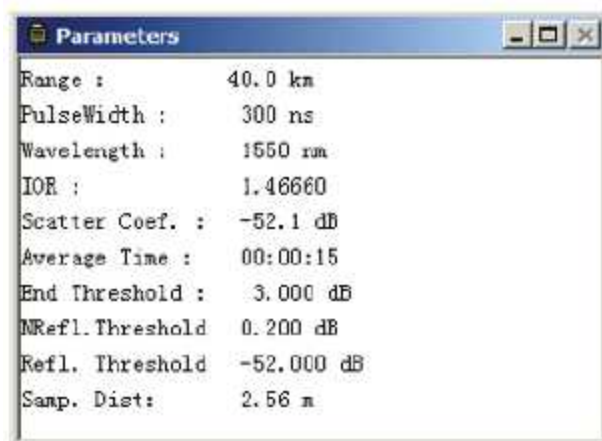 Parameters
Range : 40.0 km
PulseWidth : 300 ns
Wavelength : 1550 nm
IOR : 1.46660
Scatter Coef. : -52.1 dB
Average Time : 00:00:15
End Threshold : 3.000 dB
NRefl.Threshold 0.200 dB
Refl. Threshold -52.000 dB
Samp. Dist: 2.56 m